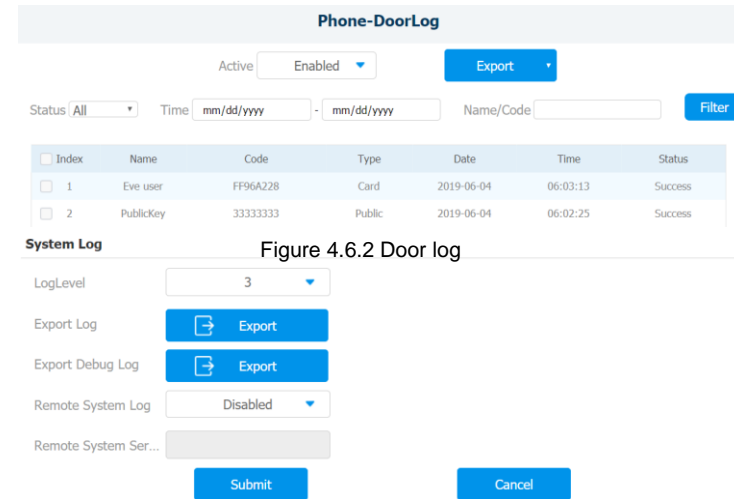 Phone-DoorLog
Active Enabled Export
Status All Time mm/dd/yyyy - mm/dd/yyyy Name/Code Filter
Index Name Code Type Date Time Status
1 Eve user FF96A228 Card 2019-06-04 06:03:13 Success
2 PublicKey 33333333 Public 2019-06-04 06:02:25 Success
System Log
Figure 4.6.2 Door log
LogLevel 3
Export Log Export
Export Debug Log Export
Remote System Log Disabled
Remote System Ser...
Submit Cancel